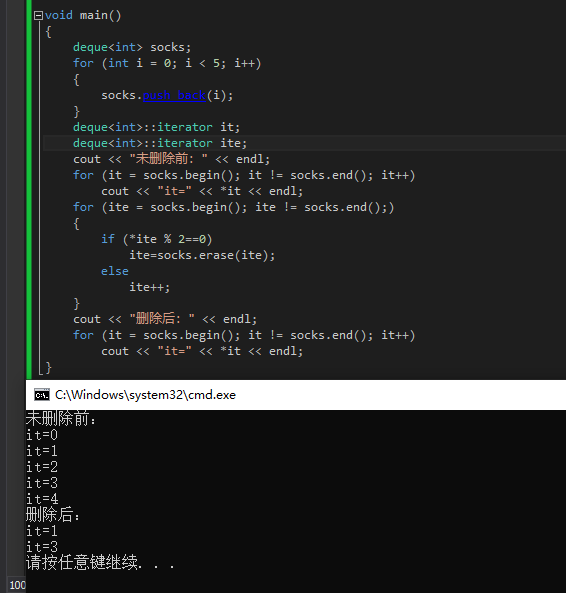 void main()
{
deque<int> socks;
for (int i = 0; i < 5; i++)
{
socks.push_back(i);
}
deque<int>::iterator it;
deque<int>::iterator ite;
cout << "未删除前：" << endl;
for (it = socks.begin(); it != socks.end(); it++)
cout << "it=" << *it << endl;
for (ite = socks.begin(); ite != socks.end();)
{
if (*ite % 2==0)
ite=socks.erase(ite);
else
ite++;
}
cout << "删除后：" << endl;
for (it = socks.begin(); it != socks.end(); it++)
cout << "it=" << *it << endl;
}
C:\Windows\system32\cmd.exe
未删除前：
it=0
it=1
it=2
it=3
it=4
删除后：
it=1
it=3
请按任意键继续. . .
100